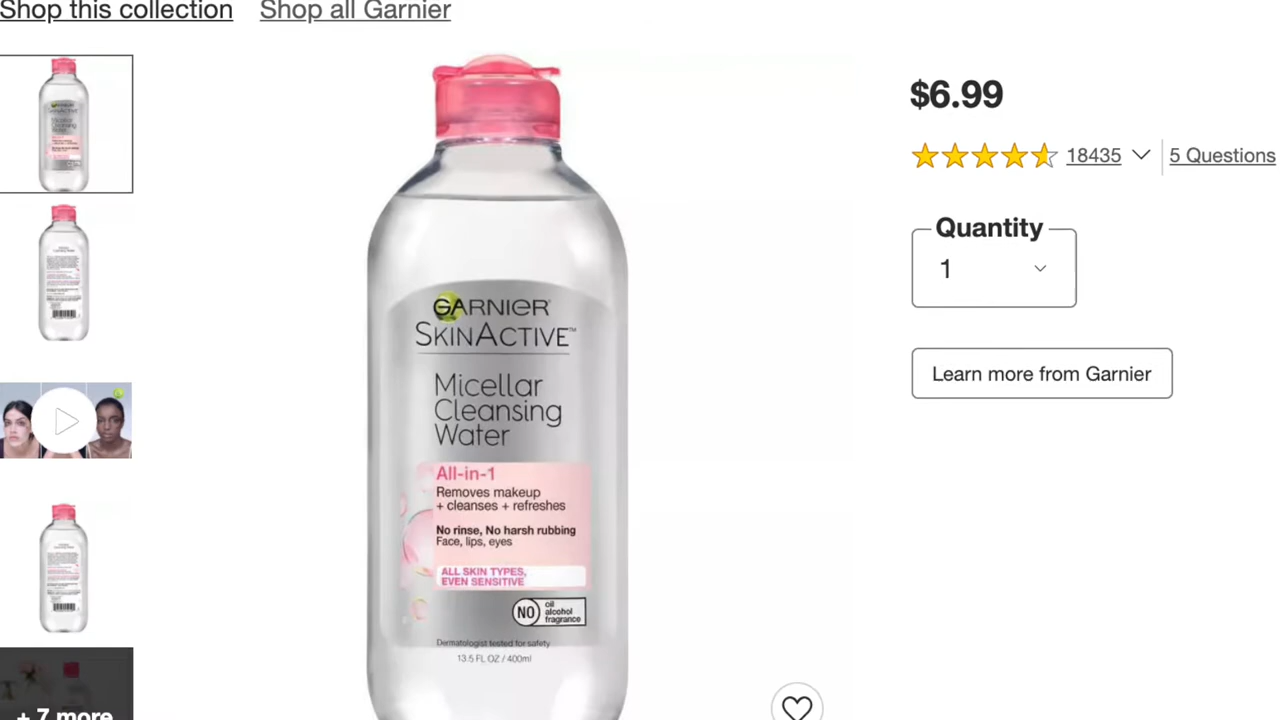 Shop this collection
Shop all Garnier
$6.99
18435
5 Questions
Quantity
1
Learn more from Garnier
GARNIER
SKINACTIVE™
Micellar
Cleansing
Water
All-in-1
Removes makeup
+ cleanses + refreshes
No rinse, No harsh rubbing
Face, lips, eyes
ALL SKIN TYPES,
EVEN SENSITIVE
NO
oil
alcohol
fragrance
Dermatologist tested for safety
13.5 FL OZ / 400ml
+ 7 more